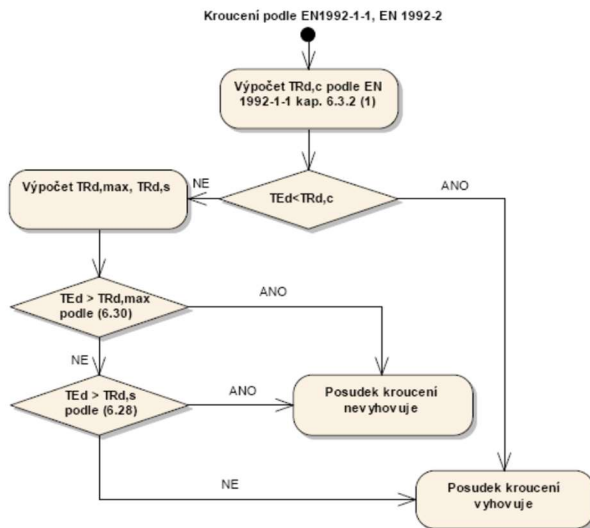 Kroucení podle EN1992-1-1, EN 1992-2
Výpočet TRd,c podle EN
1992-1-1 kap. 6.3.2 (1)
NE
ANO
Výpočet TRd,max, TRd,s
TEd<TRd,c
ANO
TEd > TRd,max
podle (6.30)
NE
TEd > TRd,s
podle (6.28)
ANO
Posudek kroucení
nevyhovuje
NE
Posudek kroucení
vyhovuje